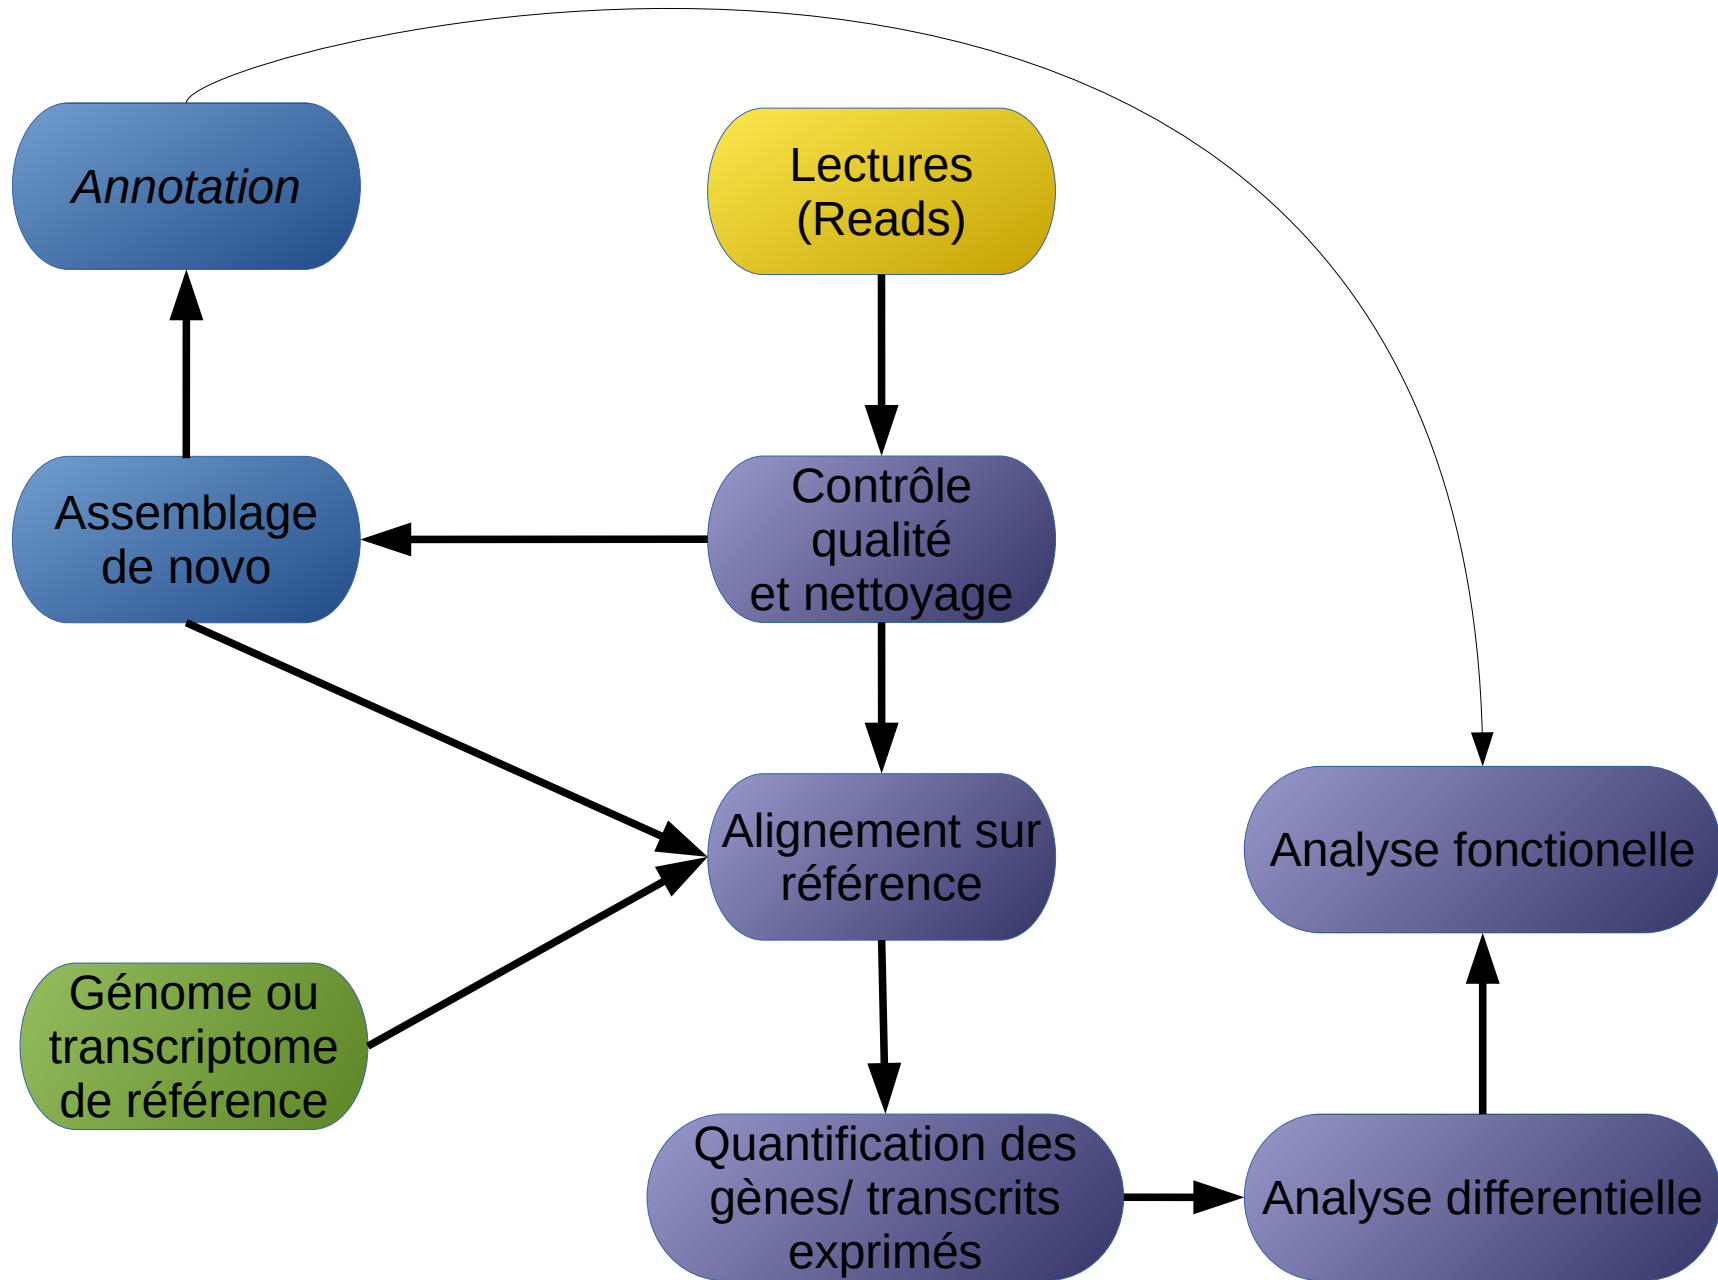 Annotation
Lectures
(Reads)
Assemblage
de novo
Contrôle
qualité
et nettoyage
Alignement sur
référence
Analyse fonctionelle
Génome ou
transcriptome
de référence
Quantification des
gènes/ transcrits
exprimés
Analyse differentielle